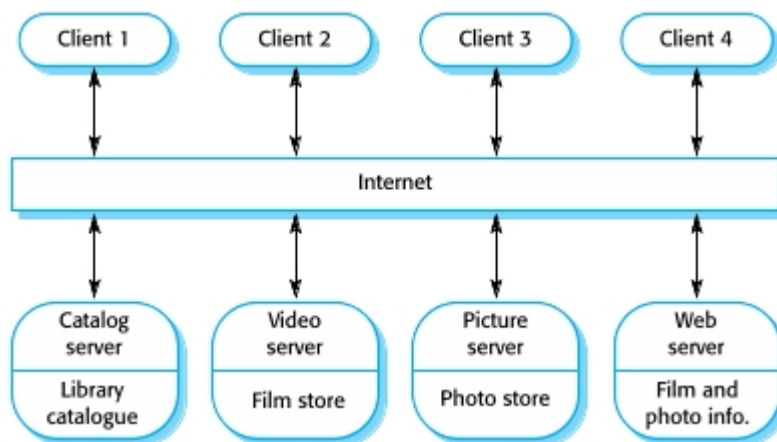 Client 1
Client 2
Client 3
Client 4
Internet
Catalog
server
Library
catalogue
Video
server
Film store
Picture
server
Photo store
Web
server
Film and
photo info.